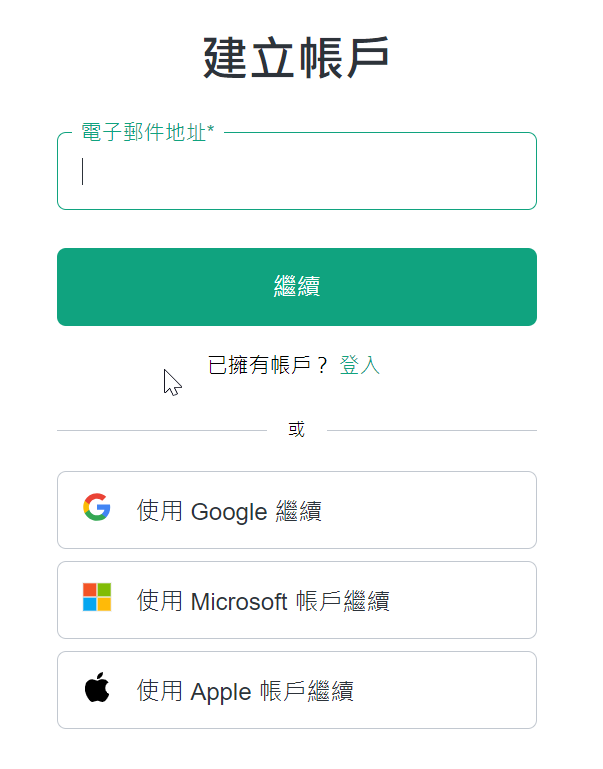 建立帳戶
電子郵件地址*
繼續
已擁有帳戶？ 登入
或
使用 Google 繼續
使用 Microsoft 帳戶繼續
使用 Apple 帳戶繼續